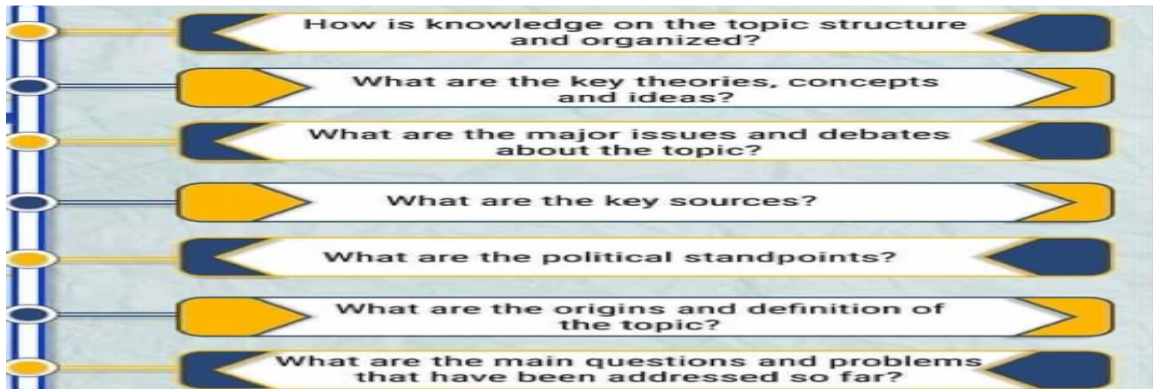 How is knowledge on the topic structure
and organized?
What are the key theories, concepts
and ideas?
What are the major issues and debates
about the topic?
What are the key sources?
What are the political standpoints?
What are the origins and definition of
the topic?
What are the main questions and problems
that have been addressed so far?